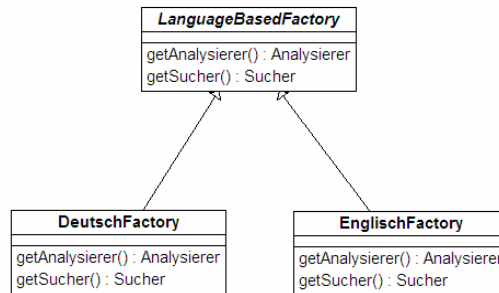 LanguageBasedFactory
getAnalysierer() : Analysierer
getSucher() : Sucher
DeutschFactory
getAnalysierer() : Analysierer
getSucher() : Sucher
EnglischFactory
getAnalysierer() : Analysierer
getSucher() : Sucher